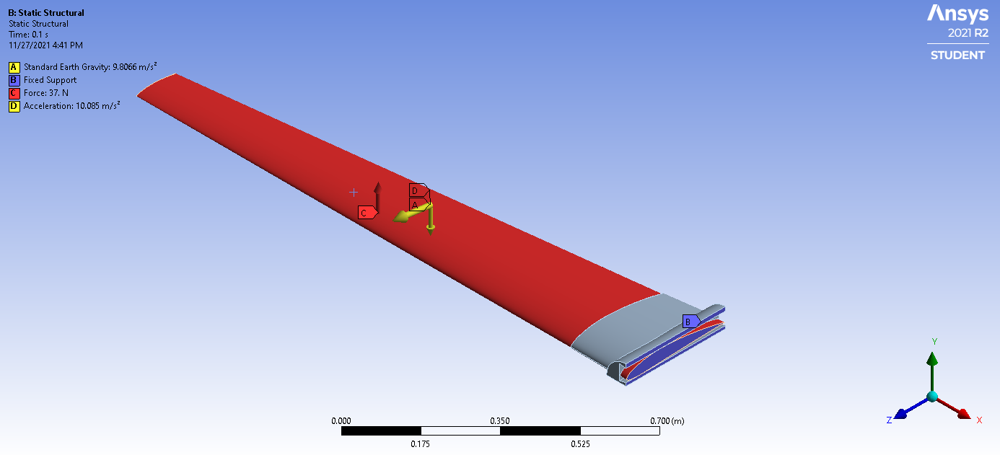 B: Static Structural
Static Structural
Time: 0.1 s
11/27/2021 4:41 PM
A Standard Earth Gravity: 9.8066 m/s²
B Fixed Support
C Force: 37. N
D Acceleration: 10.085 m/s²
Ansys
2021 R2
STUDENT
D
A
C
B
Y
Z
X
0.000 0.350 0.700 (m)
0.175 0.525